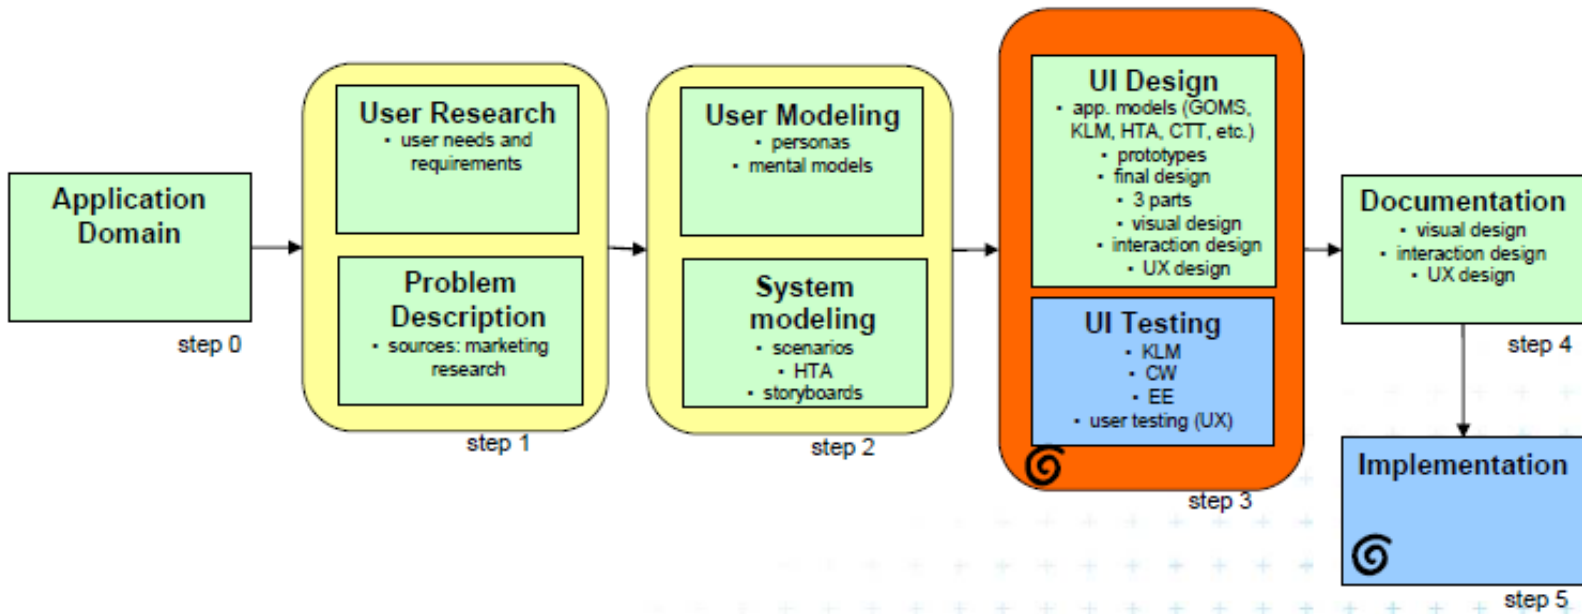 Application
Domain
step 0
User Research
▪ user needs and
requirements
Problem
Description
▪ sources: marketing
research
step 1
User Modeling
▪ personas
▪ mental models
System
modeling
▪ scenarios
▪ HTA
▪ storyboards
step 2
UI Design
▪ app. models (GOMS,
KLM, HTA, CTT, etc.)
▪ prototypes
▪ final design
▪ 3 parts
▪ visual design
▪ interaction design
▪ UX design
UI Testing
▪ KLM
▪ CW
▪ EE
▪ user testing (UX)
step 3
Documentation
▪ visual design
▪ interaction design
▪ UX design
step 4
Implementation
step 5